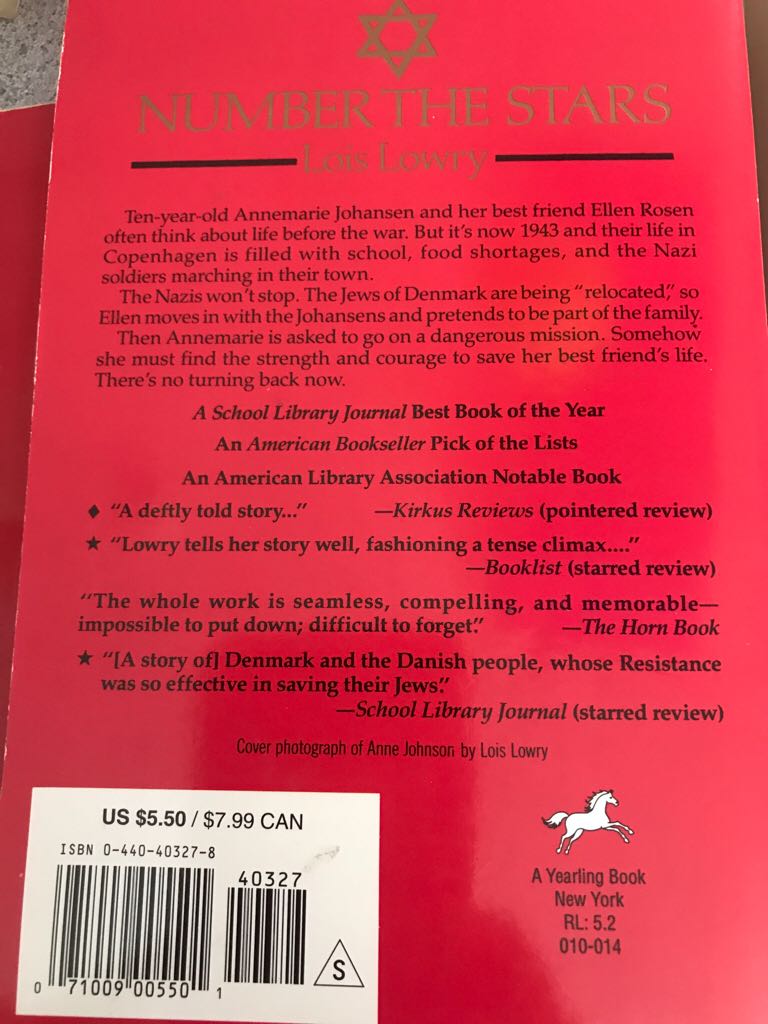 NUMBER THE STARS
Lois Lowry
Ten-year-old Annemarie Johansen and her best friend Ellen Rosen
often think about life before the war. But it's now 1943 and their life in
Copenhagen is filled with school, food shortages, and the Nazi
soldiers marching in their town.
The Nazis won't stop. The Jews of Denmark are being "relocated," so
Ellen moves in with the Johansens and pretends to be part of the family.
Then Annemarie is asked to go on a dangerous mission. Somehow
she must find the strength and courage to save her best friend's life.
There's no turning back now.
A School Library Journal Best Book of the Year
An American Bookseller Pick of the Lists
An American Library Association Notable Book
♦ "A deftly told story..." —Kirkus Reviews (pointered review)
★ "Lowry tells her story well, fashioning a tense climax...."
—Booklist (starred review)
"The whole work is seamless, compelling, and memorable—
impossible to put down; difficult to forget." —The Horn Book
★ "[A story of] Denmark and the Danish people, whose Resistance
was so effective in saving their Jews."
—School Library Journal (starred review)
Cover photograph of Anne Johnson by Lois Lowry
US $5.50 / $7.99 CAN
ISBN 0-440-40327-8
40327
0 71009 00550 1
S
A Yearling Book
New York
RL: 5.2
010-014